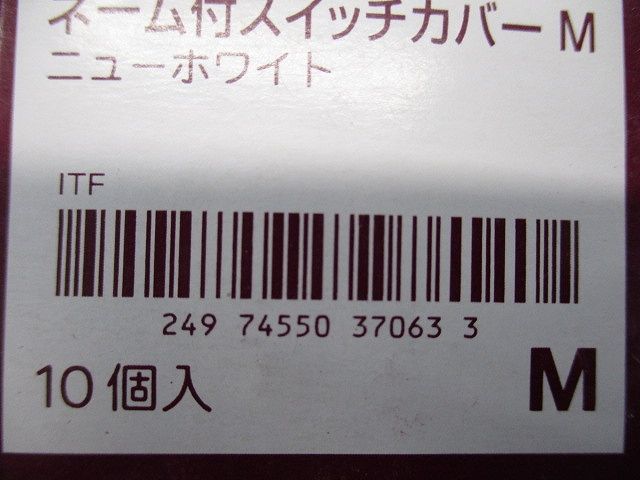 ネーム付スイッチカバー M
ニューホワイト
ITF
249 74550 37063 3
10個入
M